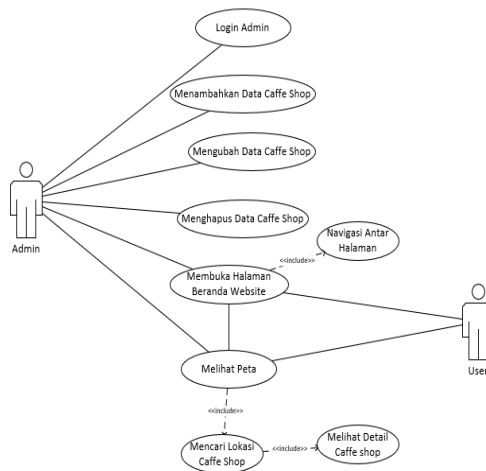 Login Admin
Menambahkan Data Caffe Shop
Mengubah Data Caffe Shop
Menghapus Data Caffe Shop
Admin
Navigasi Antar
Halaman
<<include>>
Membuka Halaman
Beranda Website
User
Melihat Peta
<<include>>
Mencari Lokasi
Caffe Shop
<<include>>
Melihat Detail
Caffe shop